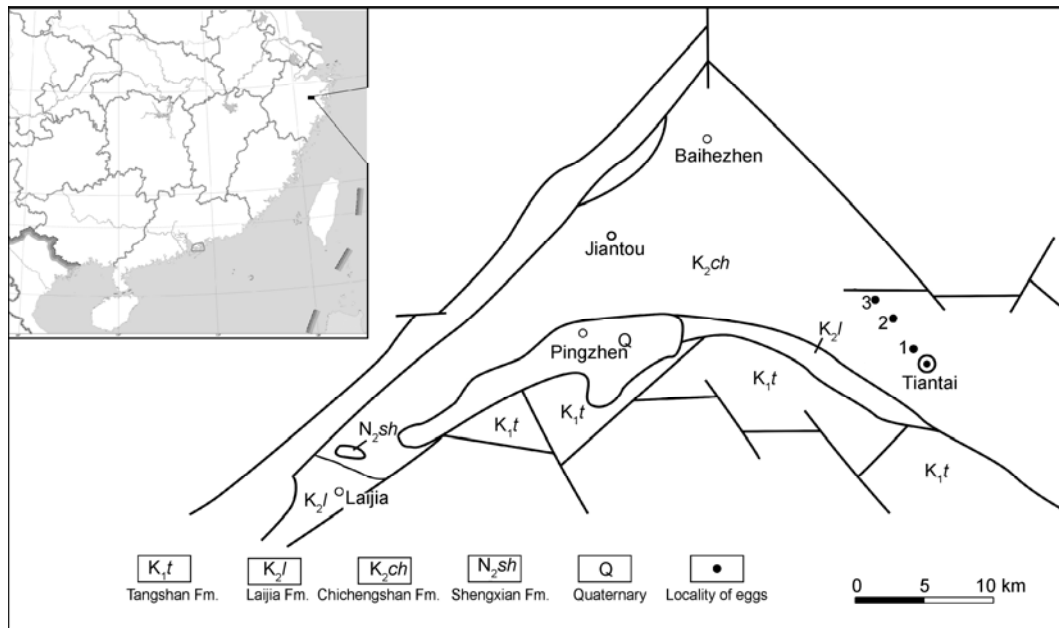 Baihezhen
Jiantou
K₂ch
3
2
K₂l
1
Pingzhen
Q
Tiantai
K₁t
K₁t
N₂sh
K₁t
K₁t
K₂l
Laijia
K₁t
K₂l
K₂ch
N₂sh
Q
Tangshan Fm.
Laijia Fm.
Chichengshan Fm.
Shengxian Fm.
Quaternary
Locality of eggs
0 5 10 km